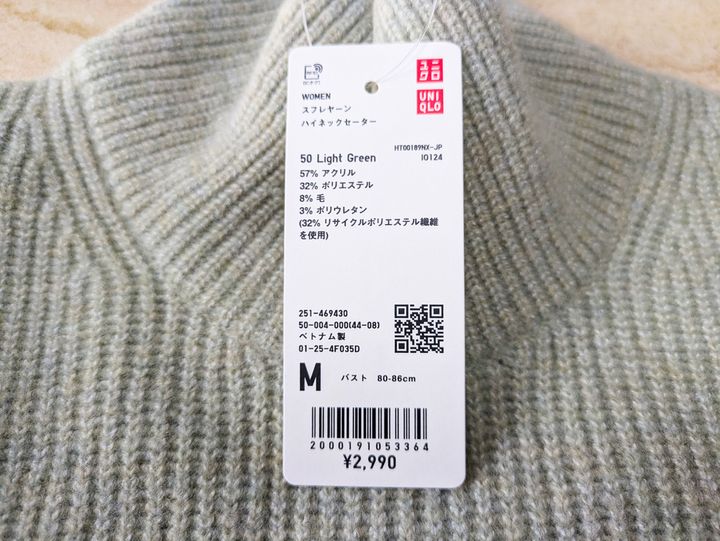 ユニ
クロ
UNI
QLO
WOMEN
スフレヤーン
ハイネックセーター
HT00189NX-JP
50 Light Green
10124
57% アクリル
32% ポリエステル
8% 毛
3% ポリウレタン
(32% リサイクルポリエステル繊維
を使用)
251-469430
50-004-000(44-08)
ベトナム製
01-25-4F035D
M バスト 80-86cm
2000191053364
¥2,990